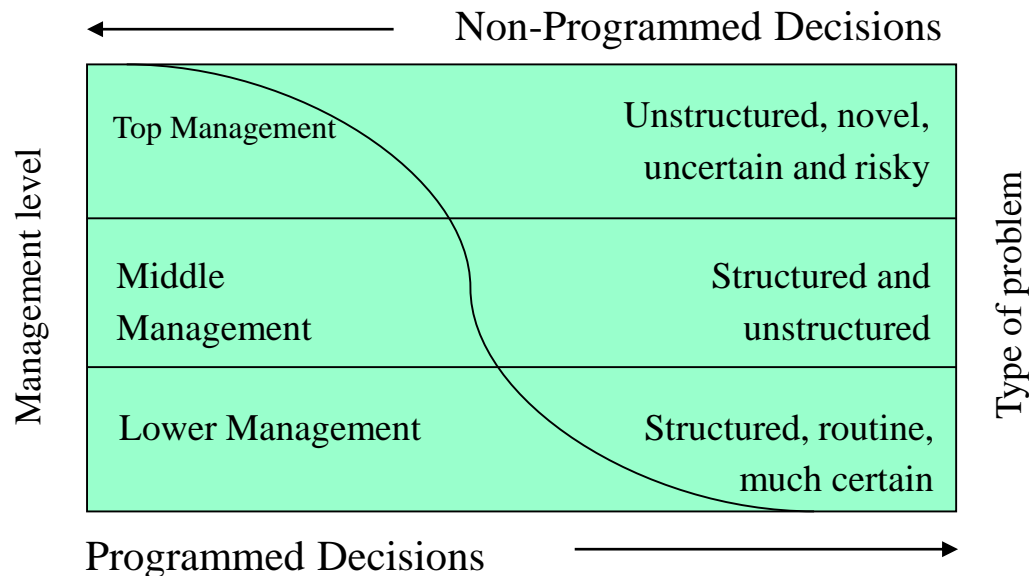 Non-Programmed Decisions
Management level
Top Management
Unstructured, novel,
uncertain and risky
Middle
Management
Structured and
unstructured
Lower Management
Structured, routine,
much certain
Type of problem
Programmed Decisions